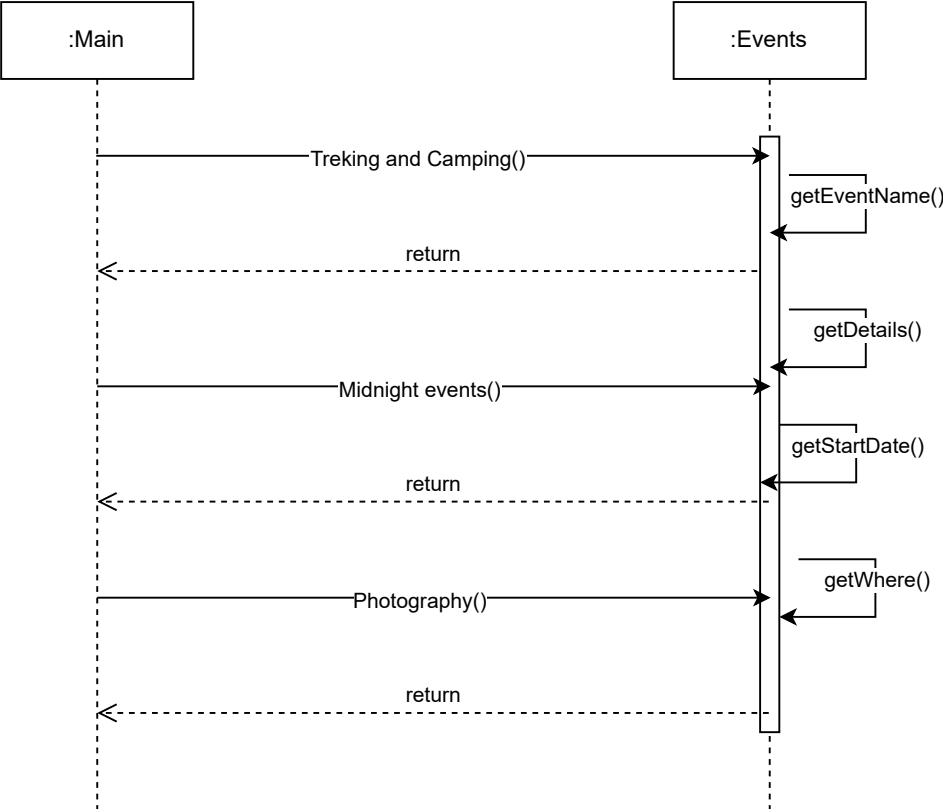 :Main
:Events
Treking and Camping()
getEventName()
return
getDetails()
Midnight events()
getStartDate()
return
getWhere()
Photography()
return